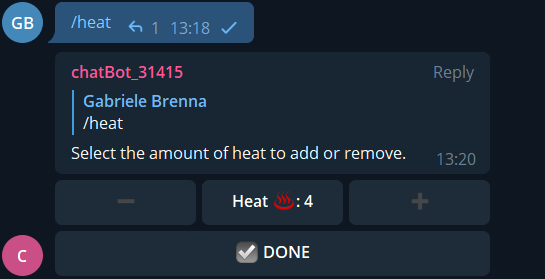 GB
/heat
1 13:18
chatBot_31415 Reply
Gabriele Brenna
/heat
Select the amount of heat to add or remove. 13:20
− Heat ♨️: 4 +
C
☑️ DONE